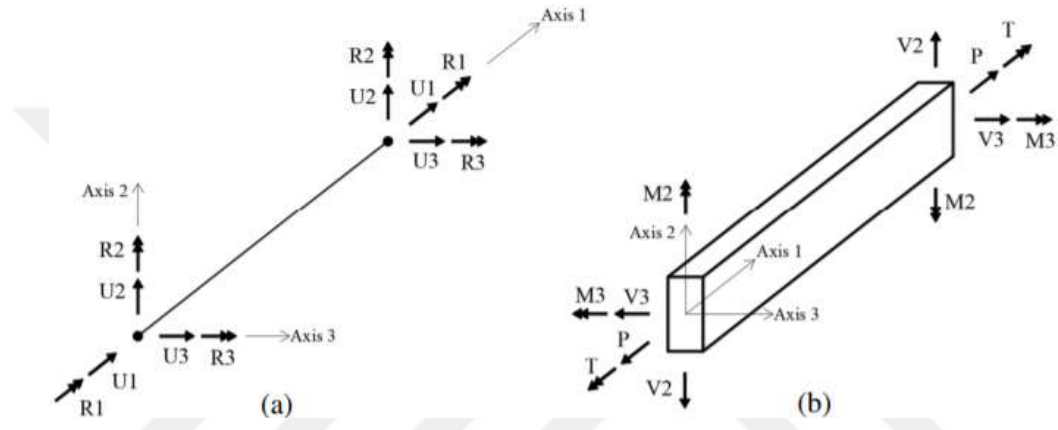 Axis 1
R2
R1
U2
U1
U3
R3
Axis 2
R2
U2
Axis 3
U3
R3
U1
R1
(a)
V2
T
P
V3
M3
M2
M2
Axis 2
Axis 1
M3
V3
Axis 3
P
T
V2
(b)